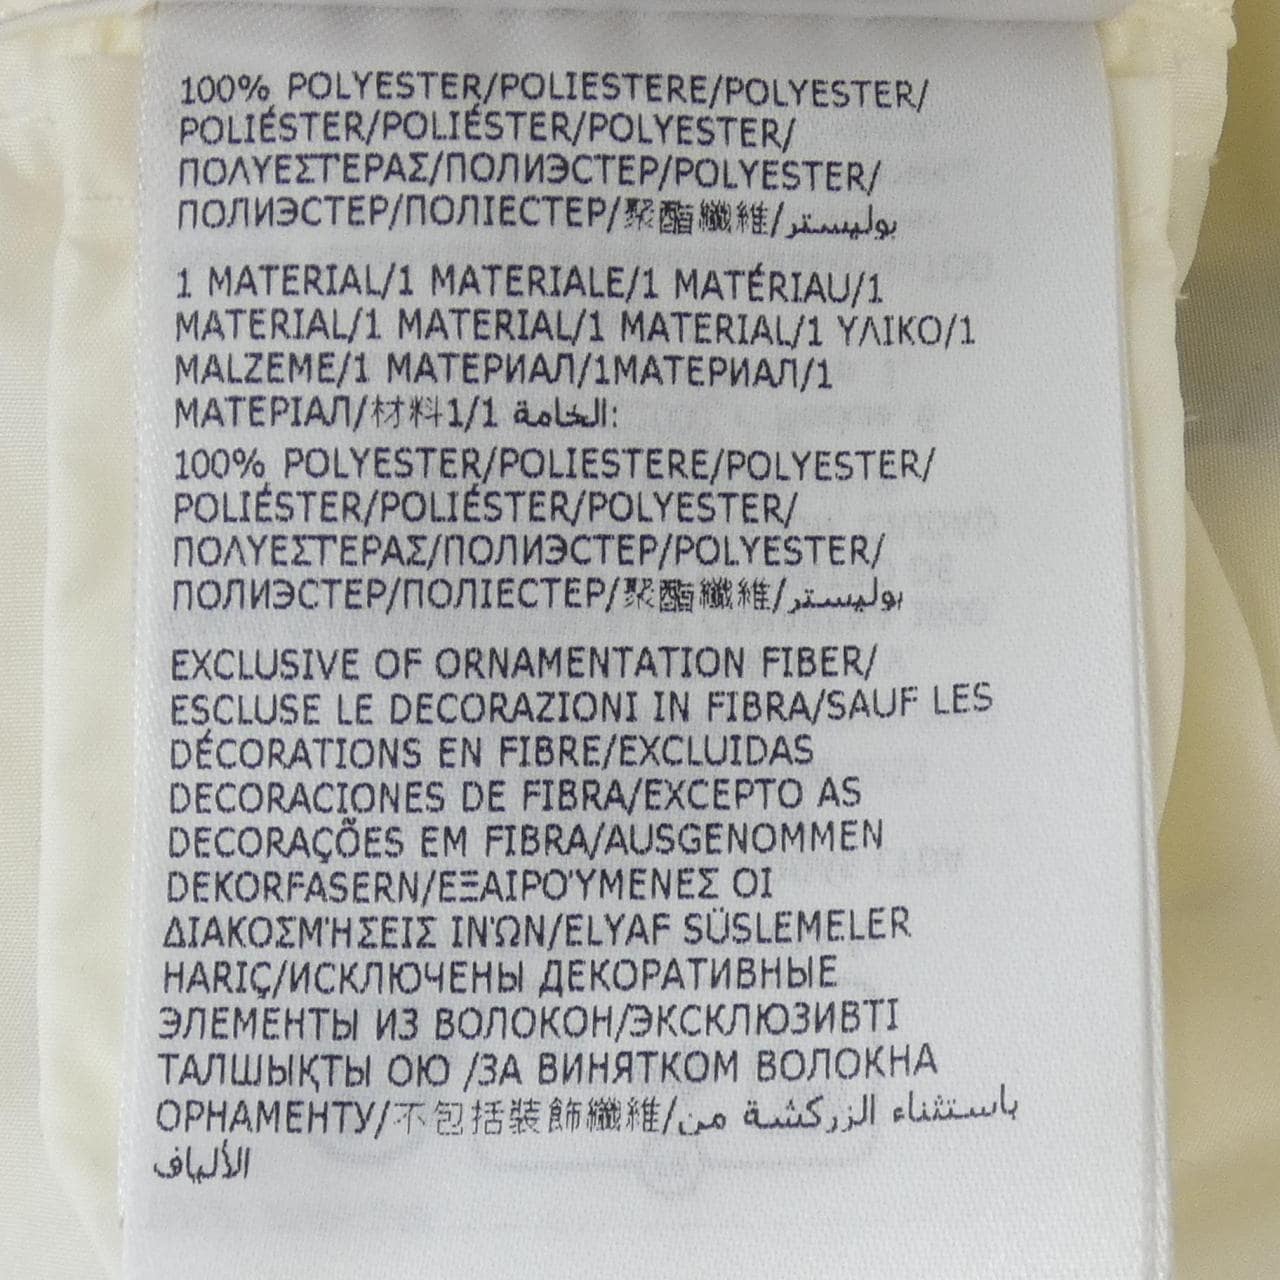 100% POLYESTER/POLIESTERE/POLYESTER/
POLIÉSTER/POLIÉSTER/POLYESTER/
ΠΟΛΥΕΣΤΕΡΑΣ/ПОЛИЭСТЕР/POLYESTER/
ПОЛИЭСТЕР/ПОЛІЕСТЕР/聚酯纖維/بوليستر
1 MATERIAL/1 MATERIALE/1 MATÉRIAU/1
MATERIAL/1 MATERIAL/1 MATERIAL/1 ΥΛΙΚΟ/1
MALZEME/1 МАТЕРИАЛ/1МАТЕРИАЛ/1
МАТЕРІАЛ/材料1/1 الخامة:
100% POLYESTER/POLIESTERE/POLYESTER/
POLIÉSTER/POLIÉSTER/POLYESTER/
ΠΟΛΥΕΣΤΕΡΑΣ/ПОЛИЭСТЕР/POLYESTER/
ПОЛИЭСТЕР/ПОЛІЕСТЕР/聚酯纖維/بوليستر
EXCLUSIVE OF ORNAMENTATION FIBER/
ESCLUSE LE DECORAZIONI IN FIBRA/SAUF LES
DÉCORATIONS EN FIBRE/EXCLUIDAS
DECORACIONES DE FIBRA/EXCEPTO AS
DECORAÇÕES EM FIBRA/AUSGENOMMEN
DEKORFASERN/ΕΞΑΙΡΟΎΜΕΝΕΣ ΟΙ
ΔΙΑΚΟΣΜΉΣΕΙΣ ΙΝΏΝ/ELYAF SÜSLEMELER
HARIÇ/ИСКЛЮЧЕНЫ ДЕКОРАТИВНЫЕ
ЭЛЕМЕНТЫ ИЗ ВОЛОКОН/ЭКСКЛЮЗИВТІ
ТАЛШЫҚТЫ ОЮ /ЗА ВИНЯТКОМ ВОЛОКНА
ОРНАМЕНТУ/不包括裝飾纖維/باستثناء الزركشة من
الألياف